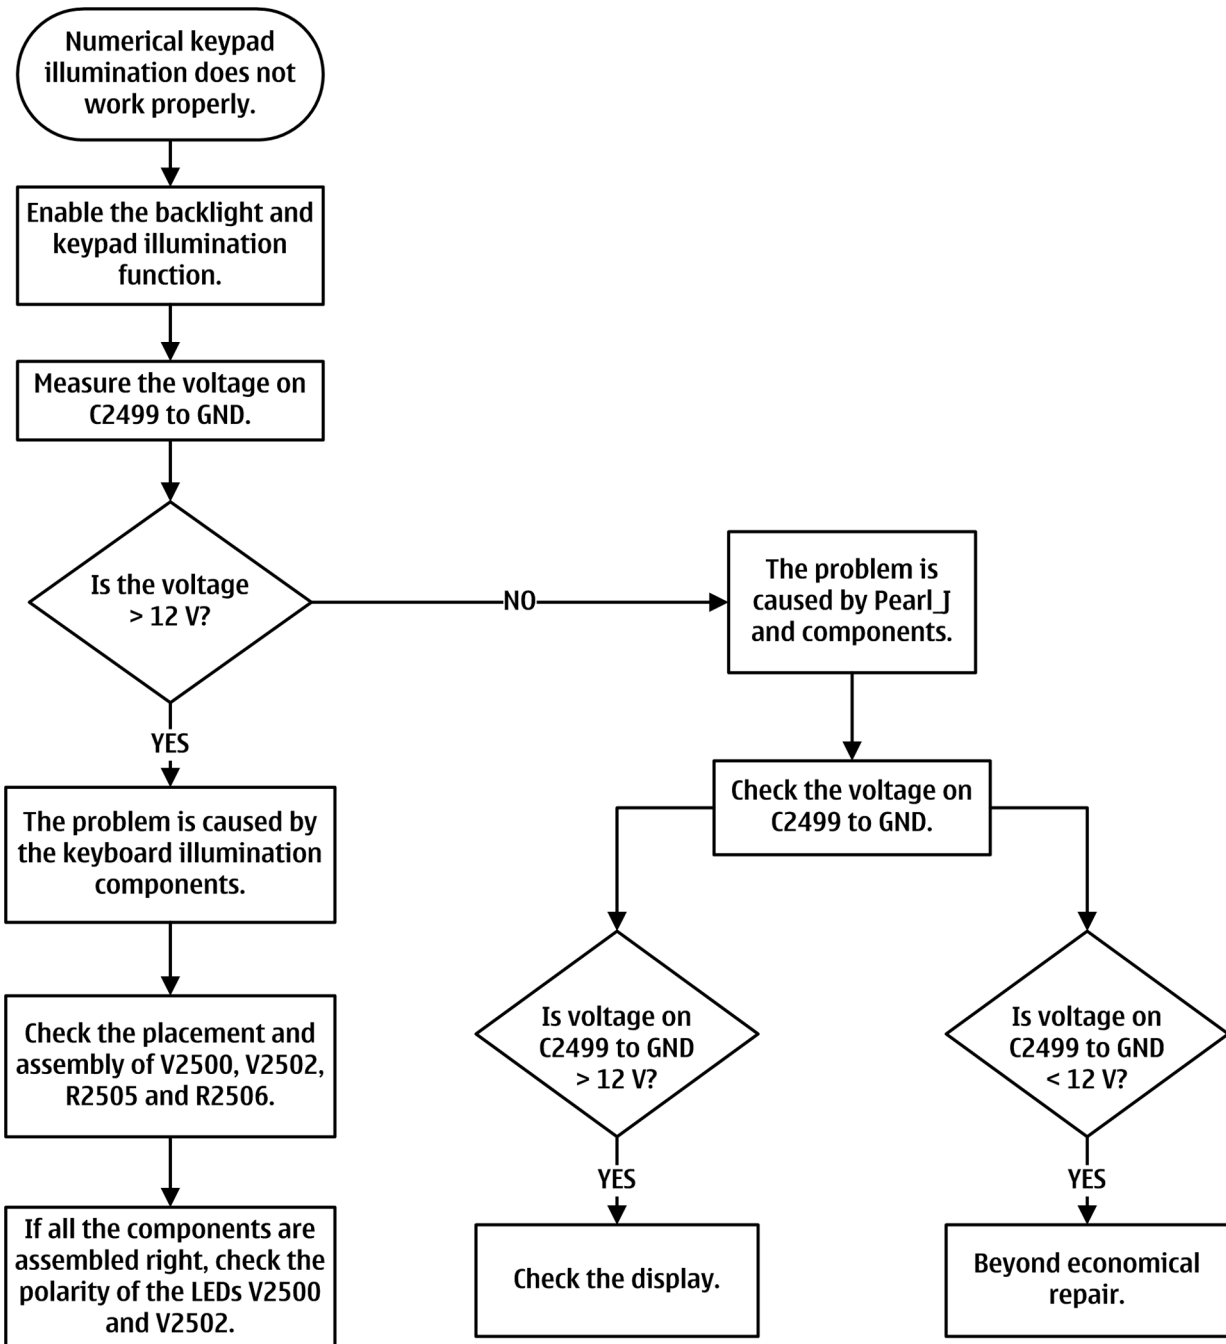 Numerical keypad
illumination does not
work properly.
Enable the backlight and
keypad illumination
function.
Measure the voltage on
C2499 to GND.
Is the voltage
> 12 V?
NO
The problem is
caused by Pearl_J
and components.
YES
The problem is caused by
the keyboard illumination
components.
Check the voltage on
C2499 to GND.
Check the placement and
assembly of V2500, V2502,
R2505 and R2506.
Is voltage on
C2499 to GND
> 12 V?
Is voltage on
C2499 to GND
< 12 V?
YES
YES
If all the components are
assembled right, check the
polarity of the LEDs V2500
and V2502.
Check the display.
Beyond economical
repair.